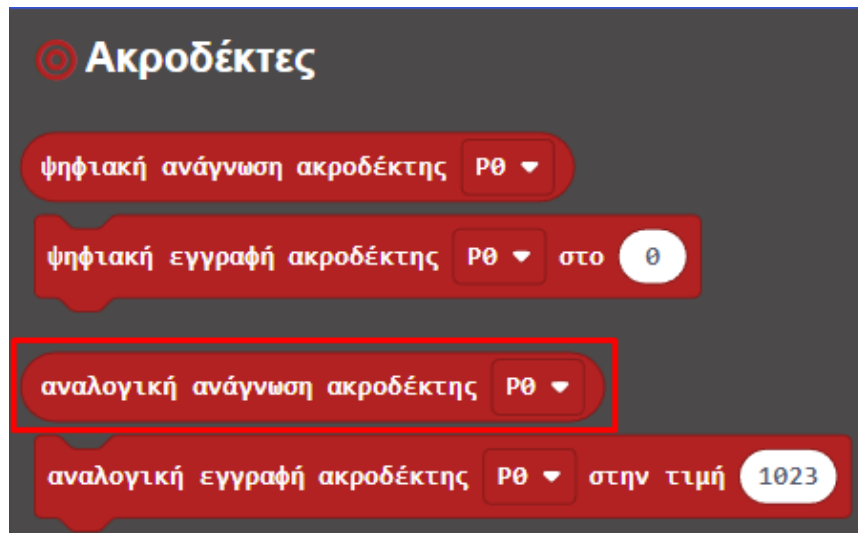 Ακροδέκτες
ψηφιακή ανάγνωση ακροδέκτης P0
ψηφιακή εγγραφή ακροδέκτης P0 στο 0
αναλογική ανάγνωση ακροδέκτης P0
αναλογική εγγραφή ακροδέκτης P0 στην τιμή 1023